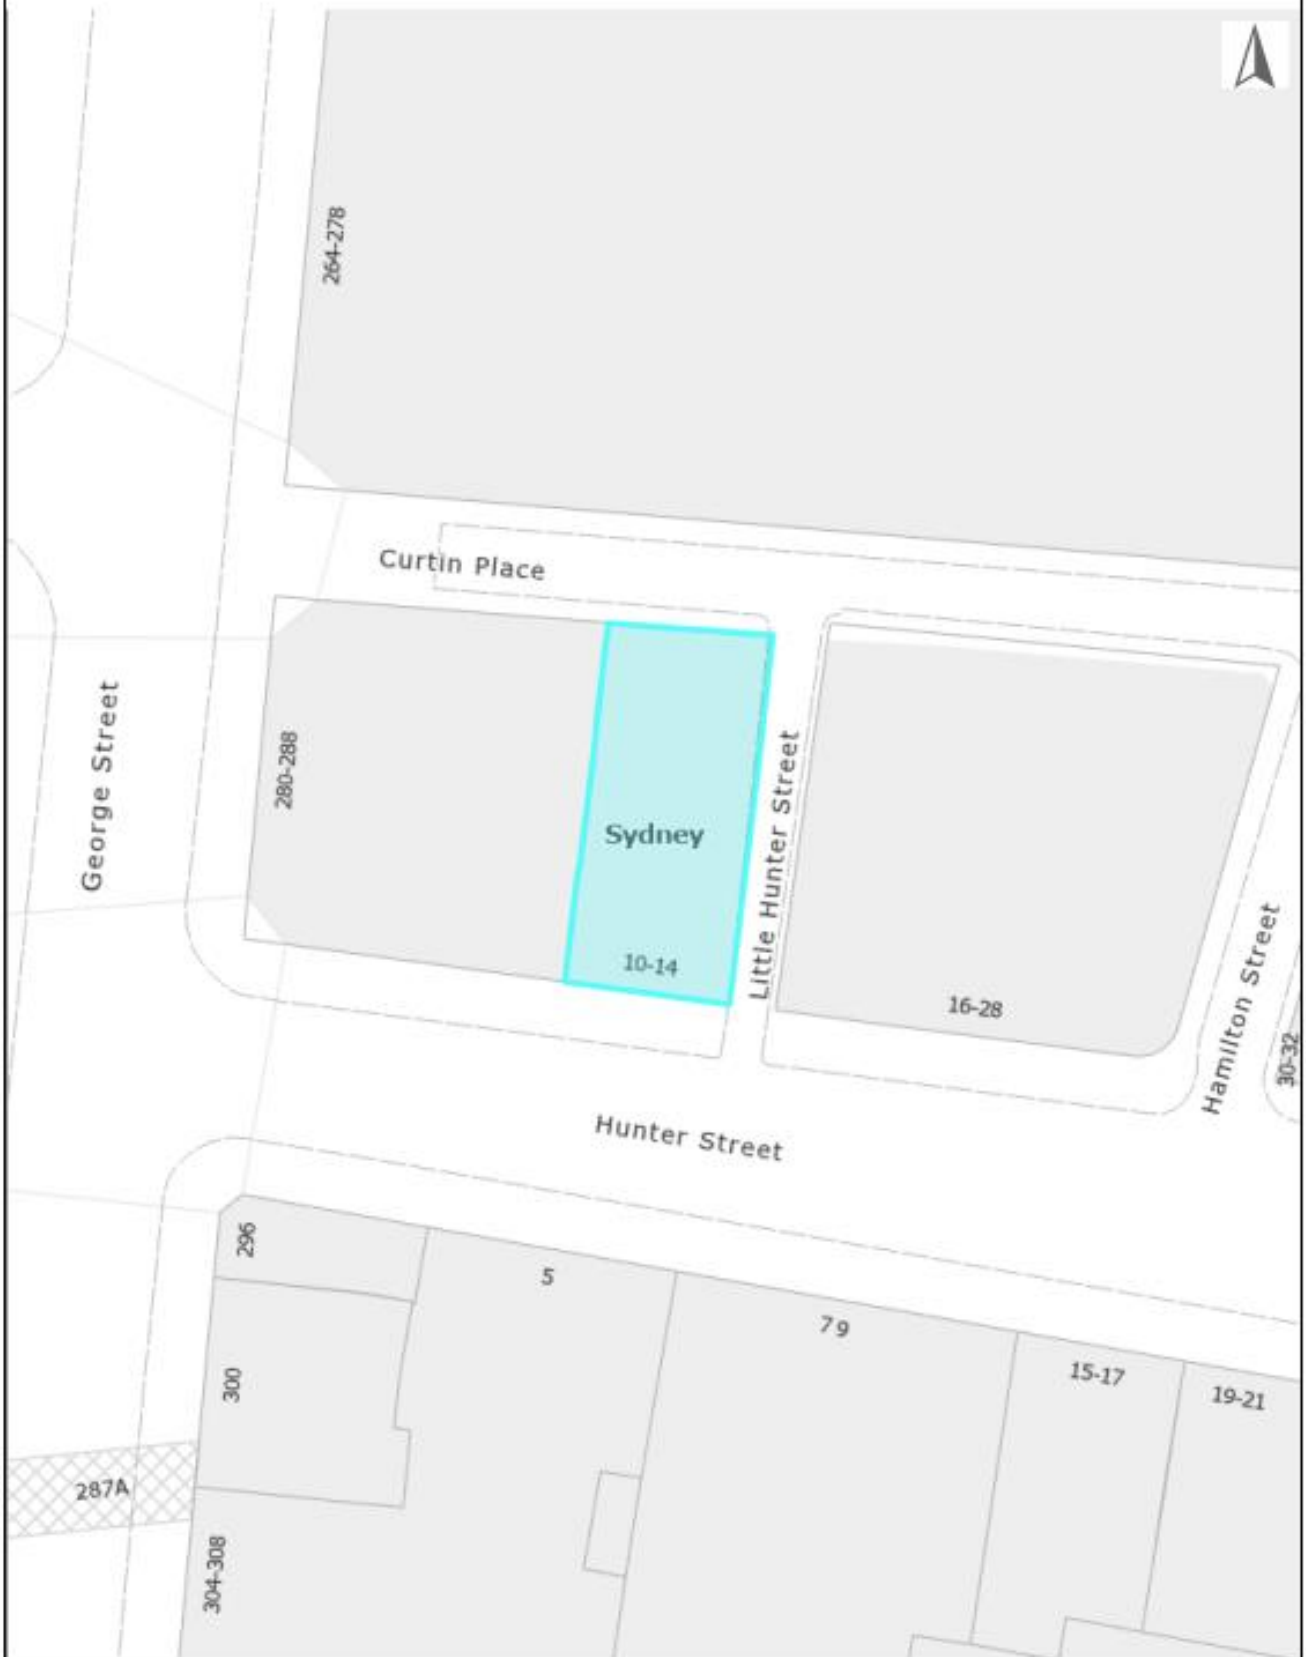 264-278
Curtin Place
George Street
280-288
Sydney
10-14
Little Hunter Street
16-28
Hamilton Street
30-32
Hunter Street
296
5
79
15-17
19-21
300
287A
304-308